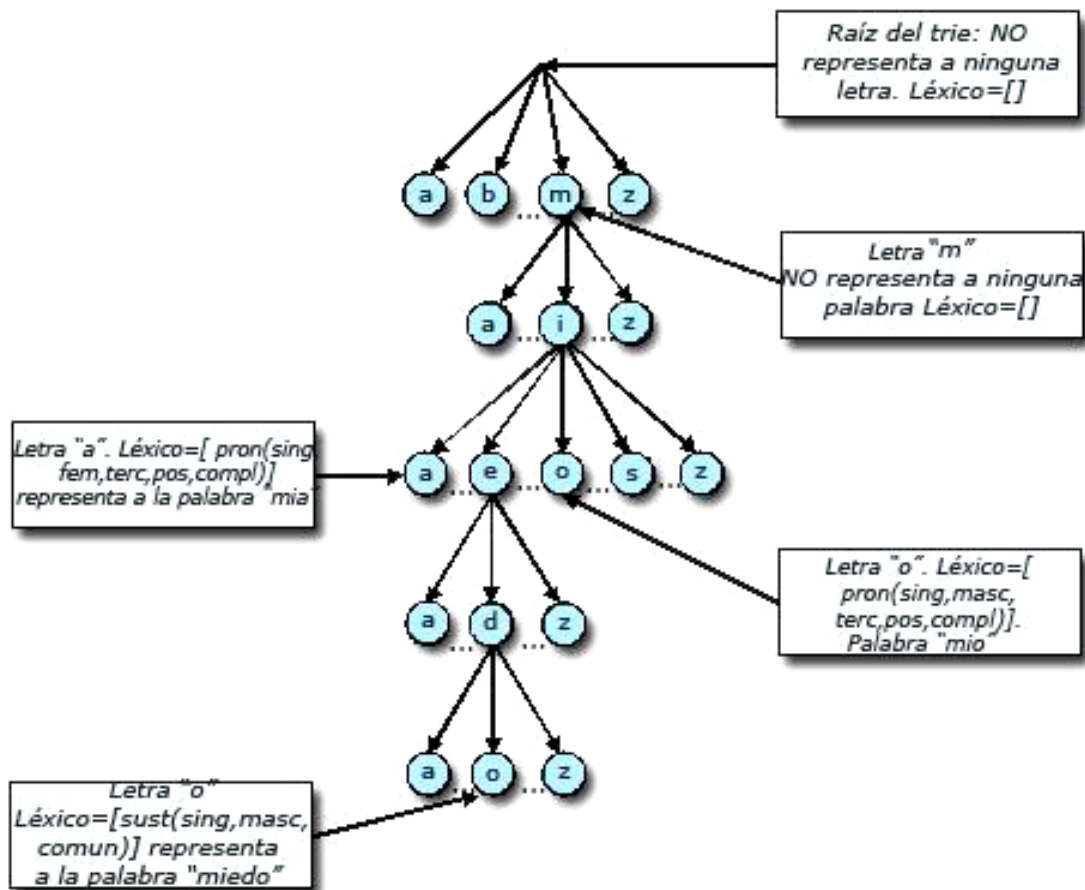 Raíz del trie: NO
representa a ninguna
letra. Léxico=[]
a b ... m ... z
Letra "m"
NO representa a ninguna
palabra Léxico=[]
a ... i ... z
Letra "a". Léxico=[ pron(sing
fem,terc,pos,compl)]
representa a la palabra "mia"
a ... e ... o ... s ... z
Letra "o". Léxico=[
pron(sing,masc,
terc,pos,compl)].
Palabra "mio"
a ... d ... z
a ... o ... z
Letra "o"
Léxico=[sust(sing,masc,
comun)] representa
a la palabra "miedo"